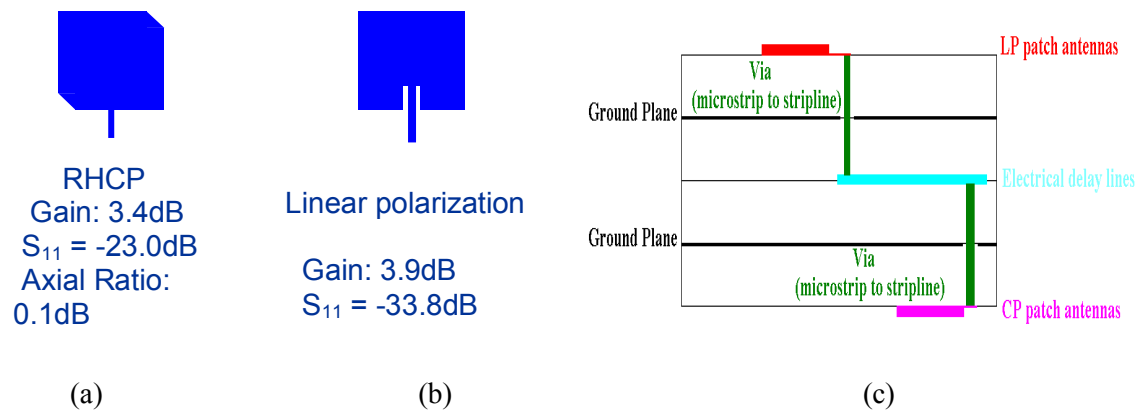 RHCP
Gain: 3.4dB
S₁₁ = -23.0dB
Axial Ratio:
0.1dB
Linear polarization
Gain: 3.9dB
S₁₁ = -33.8dB
LP patch antennas
Via
(microstrip to stripline)
Ground Plane
Electrical delay lines
Ground Plane
Via
(microstrip to stripline)
CP patch antennas
(a)
(b)
(c)